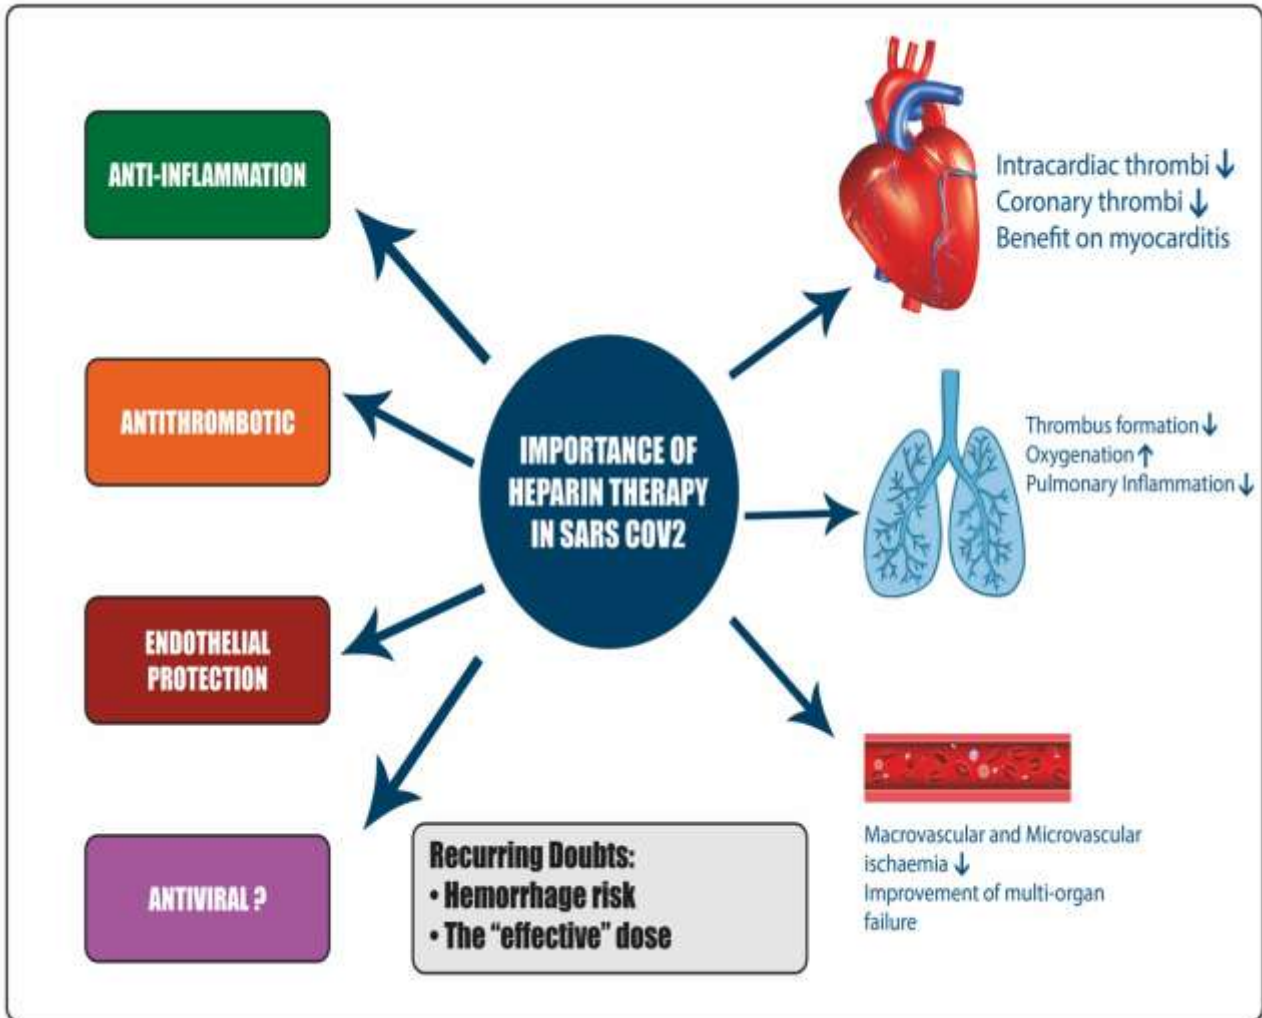 ANTI-INFLAMMATION
ANTITHROMBOTIC
ENDOTHELIAL
PROTECTION
ANTIVIRAL ?
IMPORTANCE OF
HEPARIN THERAPY
IN SARS COV2
Recurring Doubts:
• Hemorrhage risk
• The “effective” dose
Intracardiac thrombi ↓
Coronary thrombi ↓
Benefit on myocarditis
Thrombus formation ↓
Oxygenation ↑
Pulmonary Inflammation ↓
Macrovascular and Microvascular
ischaemia ↓
Improvement of multi-organ
failure